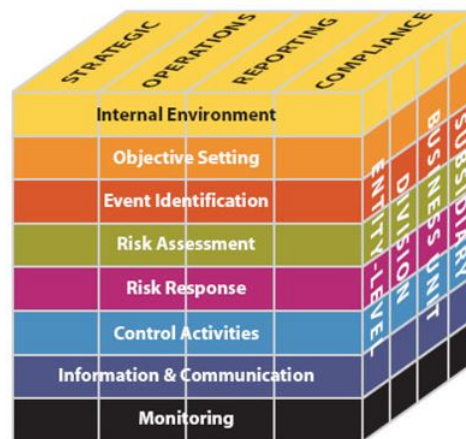 STRATEGIC
OPERATIONS
REPORTING
COMPLIANCE
Internal Environment
Objective Setting
Event Identification
Risk Assessment
Risk Response
Control Activities
Information & Communication
Monitoring
ENTITY-LEVEL
DIVISION
BUSINESS UNIT
SUBSIDIARY